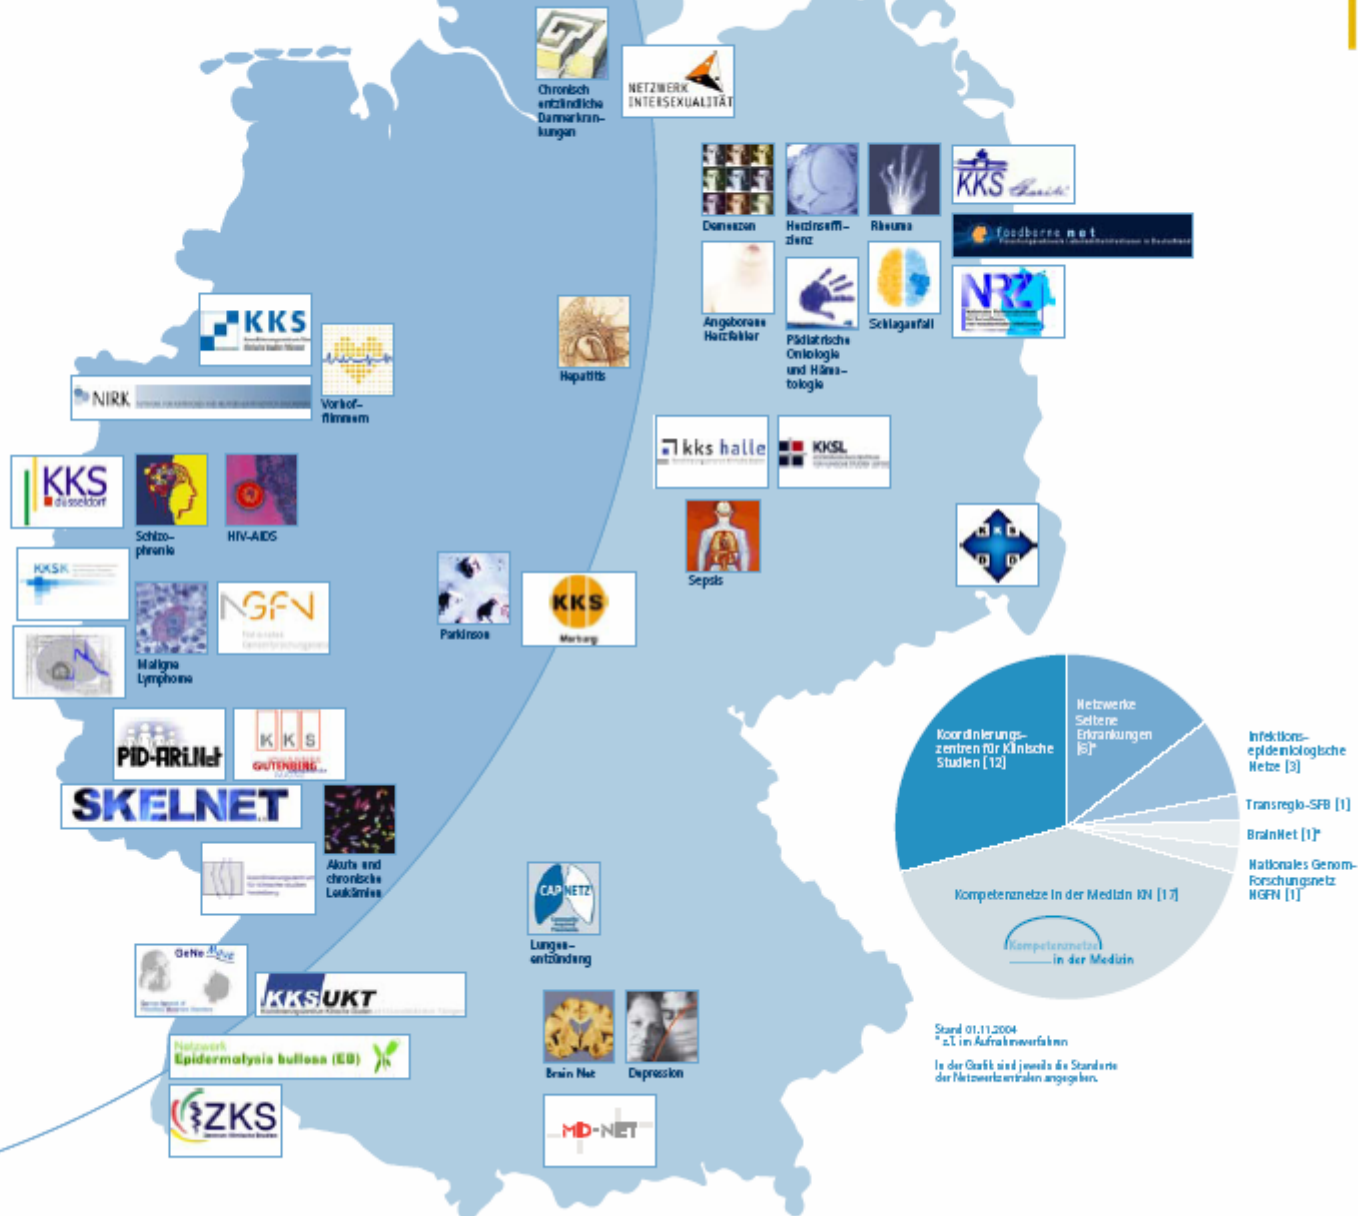 Chronisch
entzündliche
Darmerkran-
kungen
NETZWERK
INTERSEXUALITÄT
Demenzen
Herzinsuffi-
zienz
Rheuma
KKS Charité
foodborne net
Angeborene
Herzfehler
Pädiatrische
Onkologie
und Häma-
tologie
Schlaganfall
NRZ
KKS
NIRK
Vorhof-
flimmern
Hepatitis
kks halle
KKSL
KKS
düsseldorf
Schizo-
phrenie
HIV-AIDS
Sepsis
K K S
D D
KKSK
Maligne
Lymphome
NGFN
Parkinson
KKS
Marburg
PID-ARI.Net
K K S
GUTENBERG
SKELNET
Akute und
chronische
Leukämien
CAPNETZ
Lungen-
entzündung
GeNeMove
KKSUKT
Netzwerk
Epidermolysis bullosa (EB)
ZKS
Zentrum Klinische Studien
Brain Net
Depression
MD-NET
Koordinierungs-
zentren für Klinische
Studien [12]
Netzwerke
Seltene
Erkrankungen
[6]*
Infektions-
epidemiologische
Netze [3]
Transregio-SFB [1]
BrainNet [1]*
Nationales Genom-
Forschungsnetz
NGFN [1]
Kompetenznetze in der Medizin KN [17]
Kompetenznetze
in der Medizin
Stand 01.11.2004
* z.T. im Aufnahmeverfahren
In der Grafik sind jeweils die Standorte
der Netzwerkzentralen angegeben.